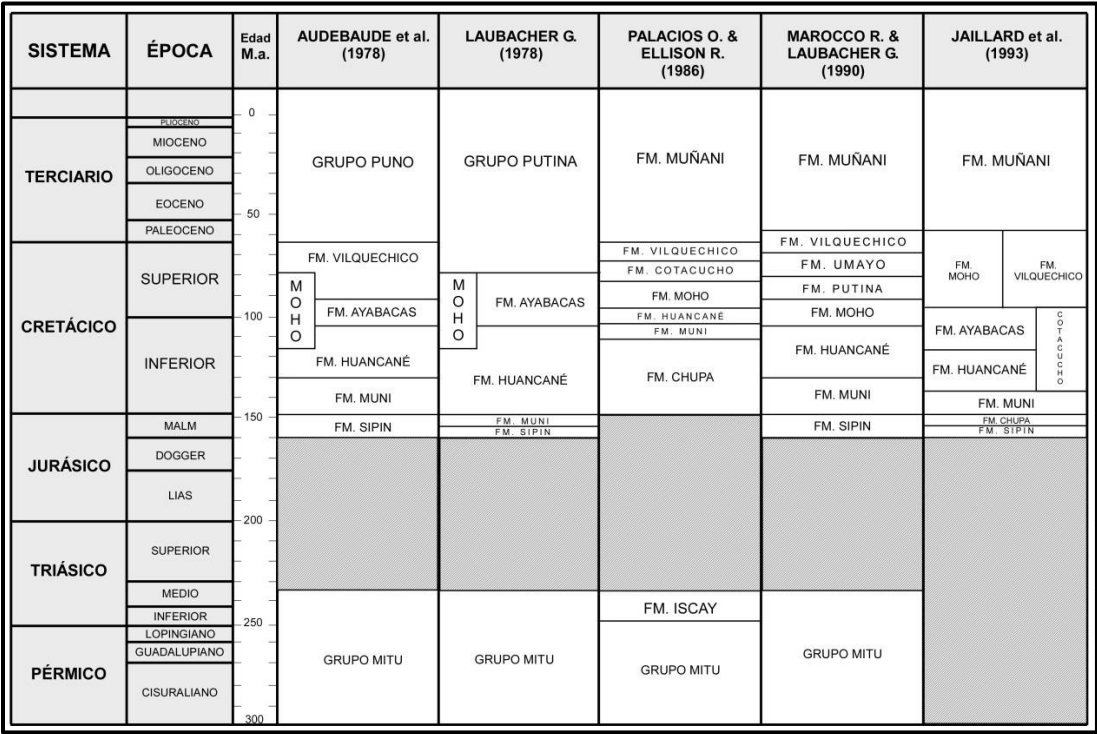 SISTEMA
ÉPOCA
Edad
M.a.
AUDEBAUDE et al.
(1978)
LAUBACHER G.
(1978)
PALACIOS O. &
ELLISON R.
(1986)
MAROCCO R. &
LAUBACHER G.
(1990)
JAILLARD et al.
(1993)
TERCIARIO
CRETÁCICO
JURÁSICO
TRIÁSICO
PÉRMICO
PLIOCENO
MIOCENO
OLIGOCENO
EOCENO
PALEOCENO
SUPERIOR
INFERIOR
MALM
DOGGER
LIAS
SUPERIOR
MEDIO
INFERIOR
LOPINGIANO
GUADALUPIANO
CISURALIANO
0
50
100
150
200
250
300
GRUPO PUNO
FM. VILQUECHICO
MOHO
FM. AYABACAS
FM. HUANCANÉ
FM. MUNI
FM. SIPIN
GRUPO MITU
GRUPO PUTINA
MOHO
FM. AYABACAS
FM. HUANCANÉ
FM. MUNI
FM. SIPIN
GRUPO MITU
FM. MUÑANI
FM. VILQUECHICO
FM. COTACUCHO
FM. MOHO
FM. HUANCANÉ
FM. MUNI
FM. CHUPA
FM. ISCAY
GRUPO MITU
FM. MUÑANI
FM. VILQUECHICO
FM. UMAYO
FM. PUTINA
FM. MOHO
FM. HUANCANÉ
FM. MUNI
FM. SIPIN
GRUPO MITU
FM. MUÑANI
FM.
MOHO
FM.
VILQUECHICO
FM. AYABACAS
COTACUCHO
FM. HUANCANÉ
FM. MUNI
FM. CHUPA
FM. SIPIN